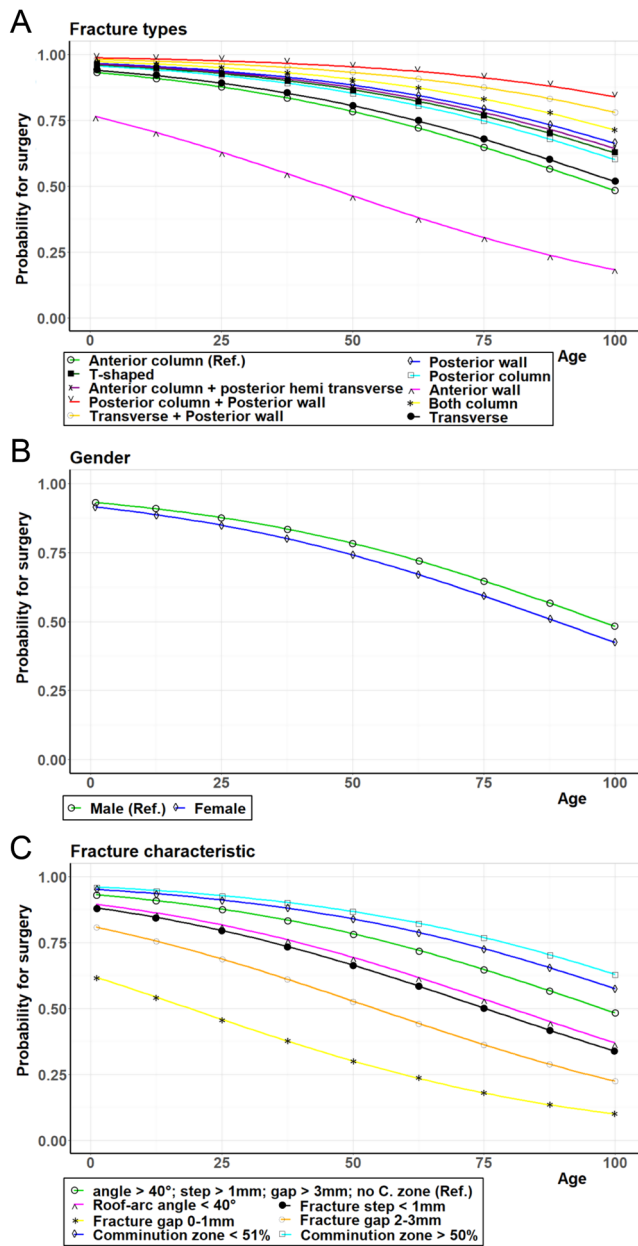 A
Fracture types
1.00
0.75
0.50
0.25
0.00
Probability for surgery
0 25 50 75 100
Age
Anterior column (Ref.) Posterior wall
T-shaped Posterior column
Anterior column + posterior hemi transverse Anterior wall
Posterior column + Posterior wall Both column
Transverse + Posterior wall Transverse
B
Gender
1.00
0.75
0.50
0.25
0.00
Probability for surgery
0 25 50 75 100
Age
Male (Ref.) Female
C
Fracture characteristic
1.00
0.75
0.50
0.25
0.00
Probability for surgery
0 25 50 75 100
Age
angle > 40°; step > 1mm; gap > 3mm; no C. zone (Ref.)
Roof-arc angle < 40° Fracture step < 1mm
Fracture gap 0-1mm Fracture gap 2-3mm
Comminution zone < 51% Comminution zone > 50%